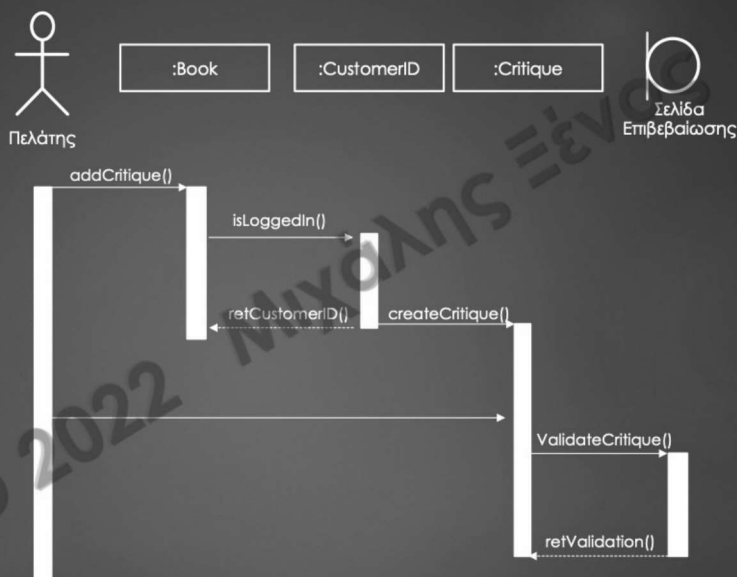 :Book
:CustomerID
:Critique
Πελάτης
Σελίδα
Επιβεβαίωσης
addCritique()
isLoggedIn()
retCustomerID()
createCritique()
ValidateCritique()
retValidation()
2022 Μιχάλης Ξένος